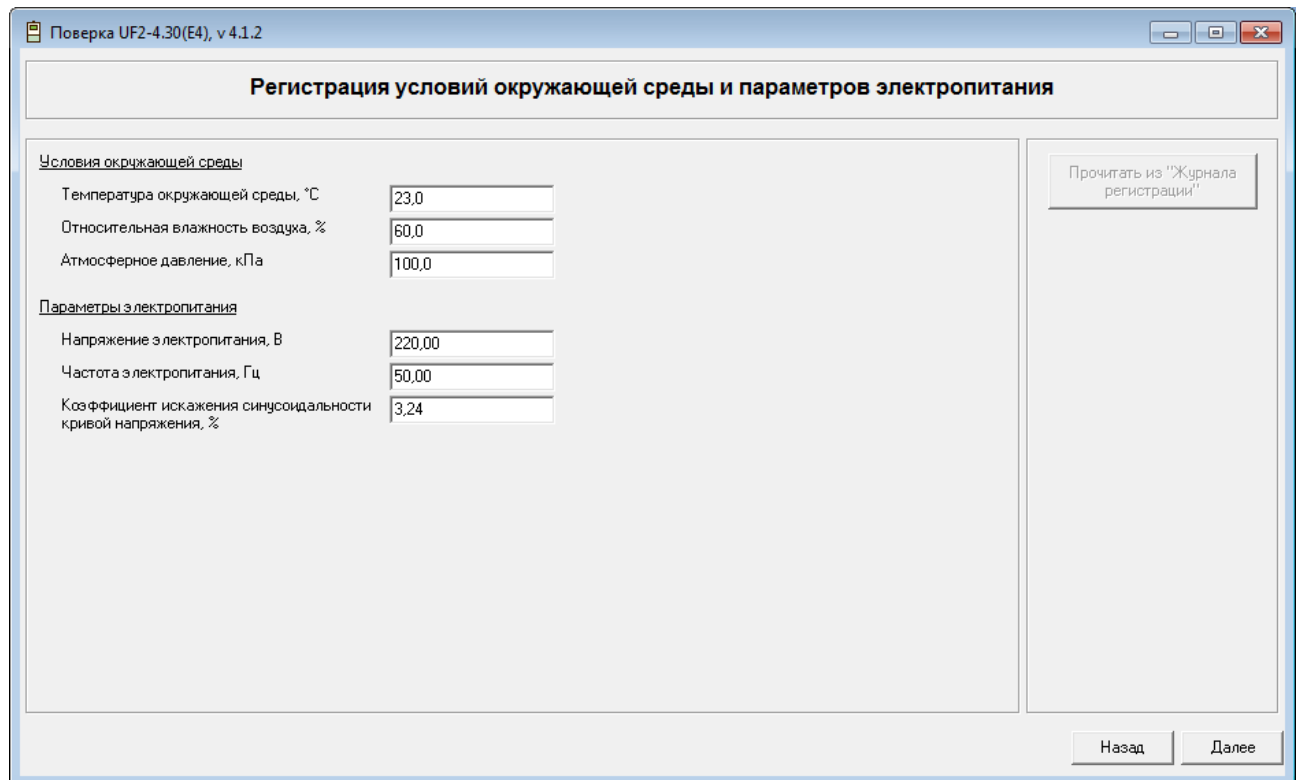 Поверка UF2-4.30(E4), v 4.1.2
Регистрация условий окружающей среды и параметров электропитания
Условия окружающей среды
Температура окружающей среды, °C 23,0
Относительная влажность воздуха, % 60,0
Атмосферное давление, кПа 100,0
Параметры электропитания
Напряжение электропитания, В 220,00
Частота электропитания, Гц 50,00
Коэффициент искажения синусоидальности
кривой напряжения, % 3,24
Прочитать из "Журнала
регистрации"
Назад Далее